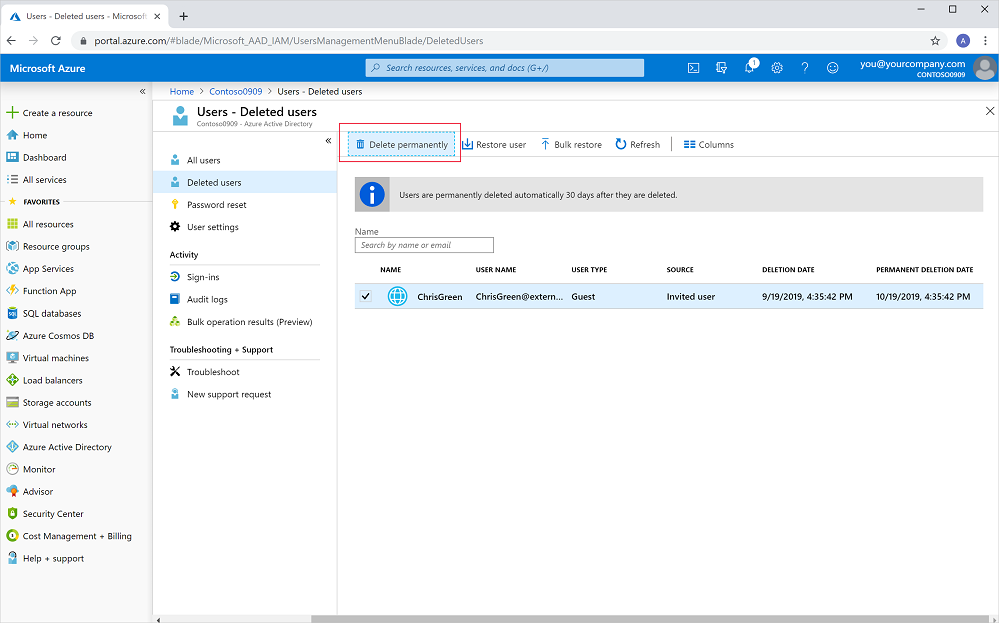 Users - Deleted users - Microsoft
portal.azure.com/#blade/Microsoft_AAD_IAM/UsersManagementMenuBlade/DeletedUsers
A
Microsoft Azure
Search resources, services, and docs (G+/)
1
you@yourcompany.com
CONTOSO0909
Create a resource
Home
Dashboard
All services
FAVORITES
All resources
Resource groups
App Services
Function App
SQL databases
Azure Cosmos DB
Virtual machines
Load balancers
Storage accounts
Virtual networks
Azure Active Directory
Monitor
Advisor
Security Center
Cost Management + Billing
Help + support
Home > Contoso0909 > Users - Deleted users
Users - Deleted users
Contoso0909 - Azure Active Directory
All users
Deleted users
Password reset
User settings
Activity
Sign-ins
Audit logs
Bulk operation results (Preview)
Troubleshooting + Support
Troubleshoot
New support request
Delete permanently Restore user Bulk restore Refresh Columns
Users are permanently deleted automatically 30 days after they are deleted.
Name
Search by name or email
NAME USER NAME USER TYPE SOURCE DELETION DATE PERMANENT DELETION DATE
ChrisGreen ChrisGreen@extern... Guest Invited user 9/19/2019, 4:35:42 PM 10/19/2019, 4:35:42 PM